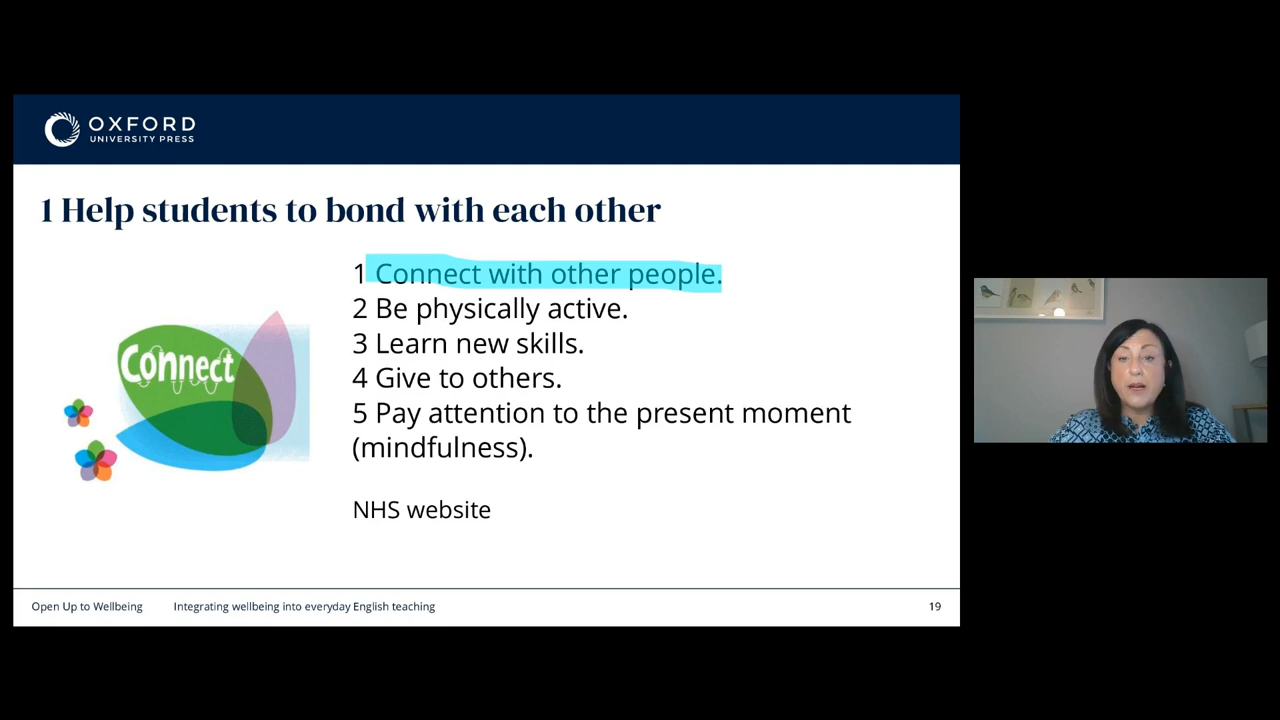 OXFORD
UNIVERSITY PRESS
1 Help students to bond with each other
1 Connect with other people.
2 Be physically active.
3 Learn new skills.
4 Give to others.
5 Pay attention to the present moment
(mindfulness).
NHS website
Connect
Open Up to Wellbeing
Integrating wellbeing into everyday English teaching
19